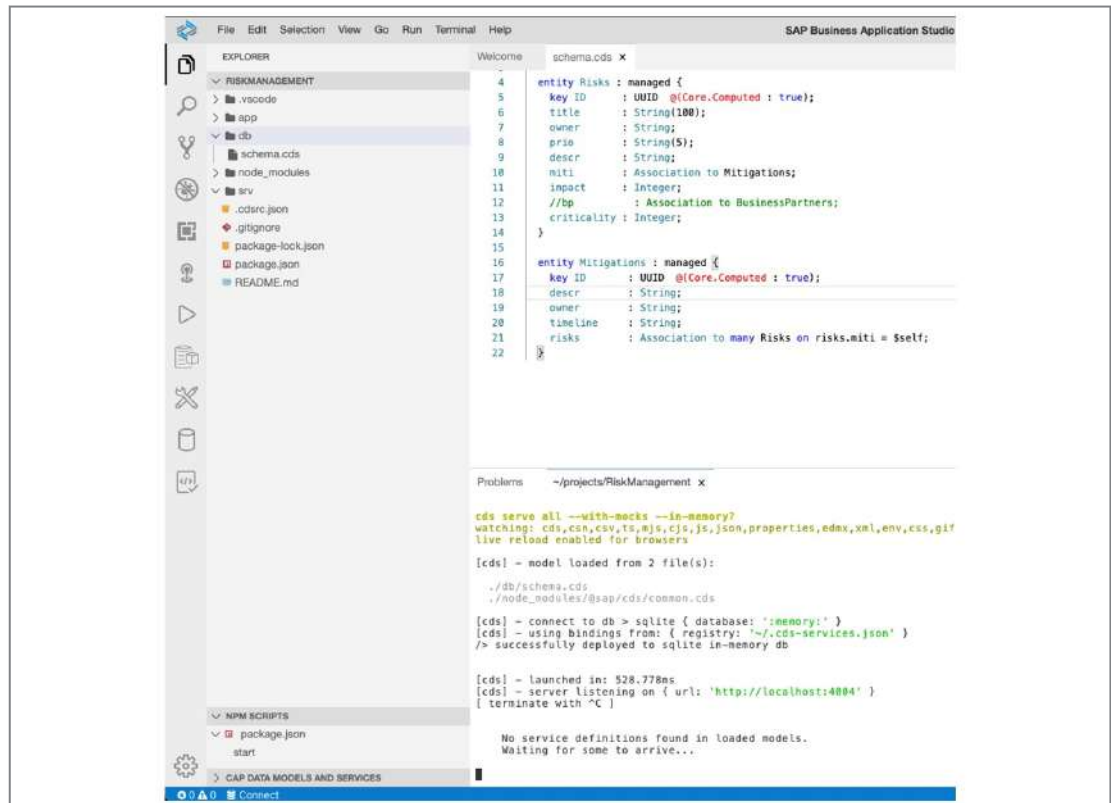 File Edit Selection View Go Run Terminal Help
SAP Business Application Studio
EXPLORER
RISKMANAGEMENT
.vscode
app
db
schema.cds
node_modules
srv
.cdsrc.json
.gitignore
package-lock.json
package.json
README.md
NPM SCRIPTS
package.json
start
CAP DATA MODELS AND SERVICES
Welcome schema.cds ×
4 entity Risks : managed {
5 key ID : UUID @(Core.Computed : true);
6 title : String(100);
7 owner : String;
8 prio : String(5);
9 descr : String;
10 miti : Association to Mitigations;
11 impact : Integer;
12 //bp : Association to BusinessPartners;
13 criticality : Integer;
14 }
15
16 entity Mitigations : managed {
17 key ID : UUID @(Core.Computed : true);
18 descr : String;
19 owner : String;
20 timeline : String;
21 risks : Association to many Risks on risks.miti = $self;
22 }
Problems ~/projects/RiskManagement ×
cds serve all --with-mocks --in-memory?
watching: cds,csn,csv,ts,mjs,cjs,js,json,properties,edmx,xml,env,css,gif
live reload enabled for browsers
[cds] - model loaded from 2 file(s):
./db/schema.cds
./node_modules/@sap/cds/common.cds
[cds] - connect to db > sqlite { database: ':memory:' }
[cds] - using bindings from: { registry: '~/.cds-services.json' }
/> successfully deployed to sqlite in-memory db
[cds] - launched in: 528.778ms
[cds] - server listening on { url: 'http://localhost:4004' }
[ terminate with ^C ]
No service definitions found in loaded models.
Waiting for some to arrive...
0 0 Connect